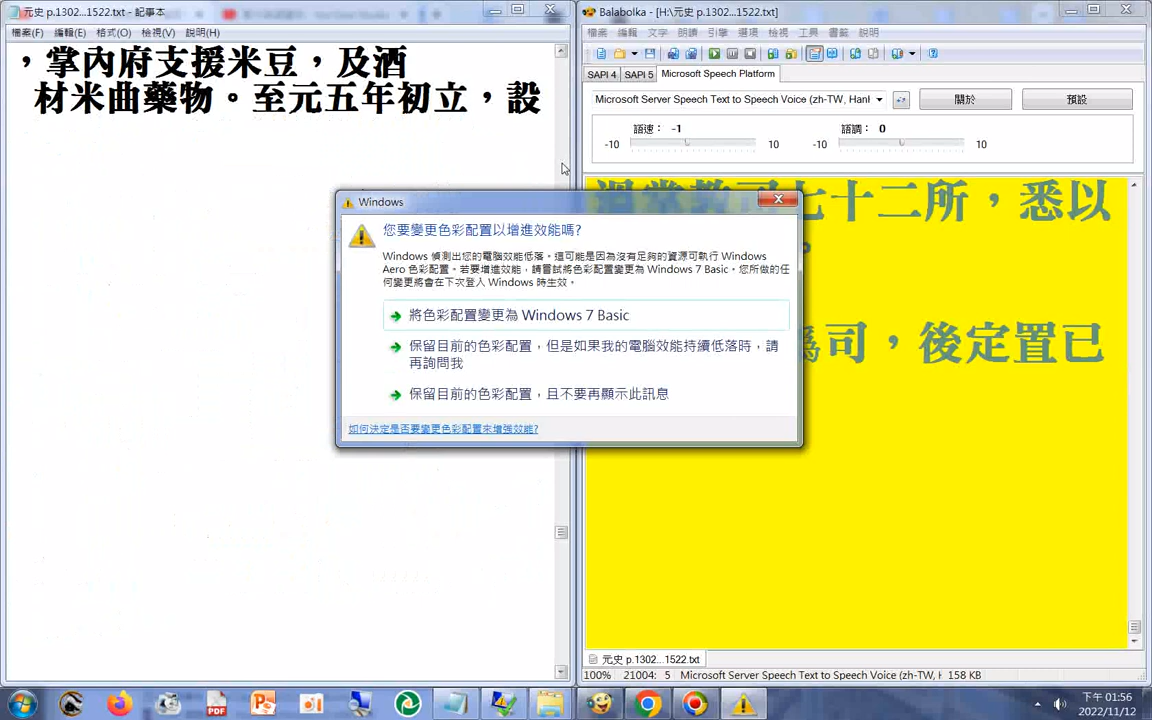 元史 p.1302...1522.txt - 記事本
檔案(F) 編輯(E) 格式(O) 檢視(V) 說明(H)
，掌內府支援米豆，及酒
材米曲藥物。至元五年初立，設
Balabolka - [H:\元史 p.1302...1522.txt]
檔案 編輯 文字 朗讀 引擎 選項 檢視 工具 書籤 說明
SAPI 4 SAPI 5 Microsoft Speech Platform
Microsoft Server Speech Text to Speech Voice (zh-TW, Hanl
關於
預設
語速： -1
語調： 0
-10 10 -10 10
七十二所，悉以
司，後定置已
Windows
您要變更色彩配置以增進效能嗎?
Windows 偵測出您的電腦效能低落。這可能是因為沒有足夠的資源可執行 Windows
Aero 色彩配置。若要增進效能，請嘗試將色彩配置變更為 Windows 7 Basic。您所做的任
何變更將會在下次登入 Windows 時生效。
將色彩配置變更為 Windows 7 Basic
保留目前的色彩配置，但是如果我的電腦效能持續低落時，請
再詢問我
保留目前的色彩配置，且不要再顯示此訊息
如何決定是否要變更色彩配置來增強效能?
元史 p.1302...1522.txt
100% 21004: 5 Microsoft Server Speech Text to Speech Voice (zh-TW, H 158 KB
PDF
下午 01:56
2022/11/12